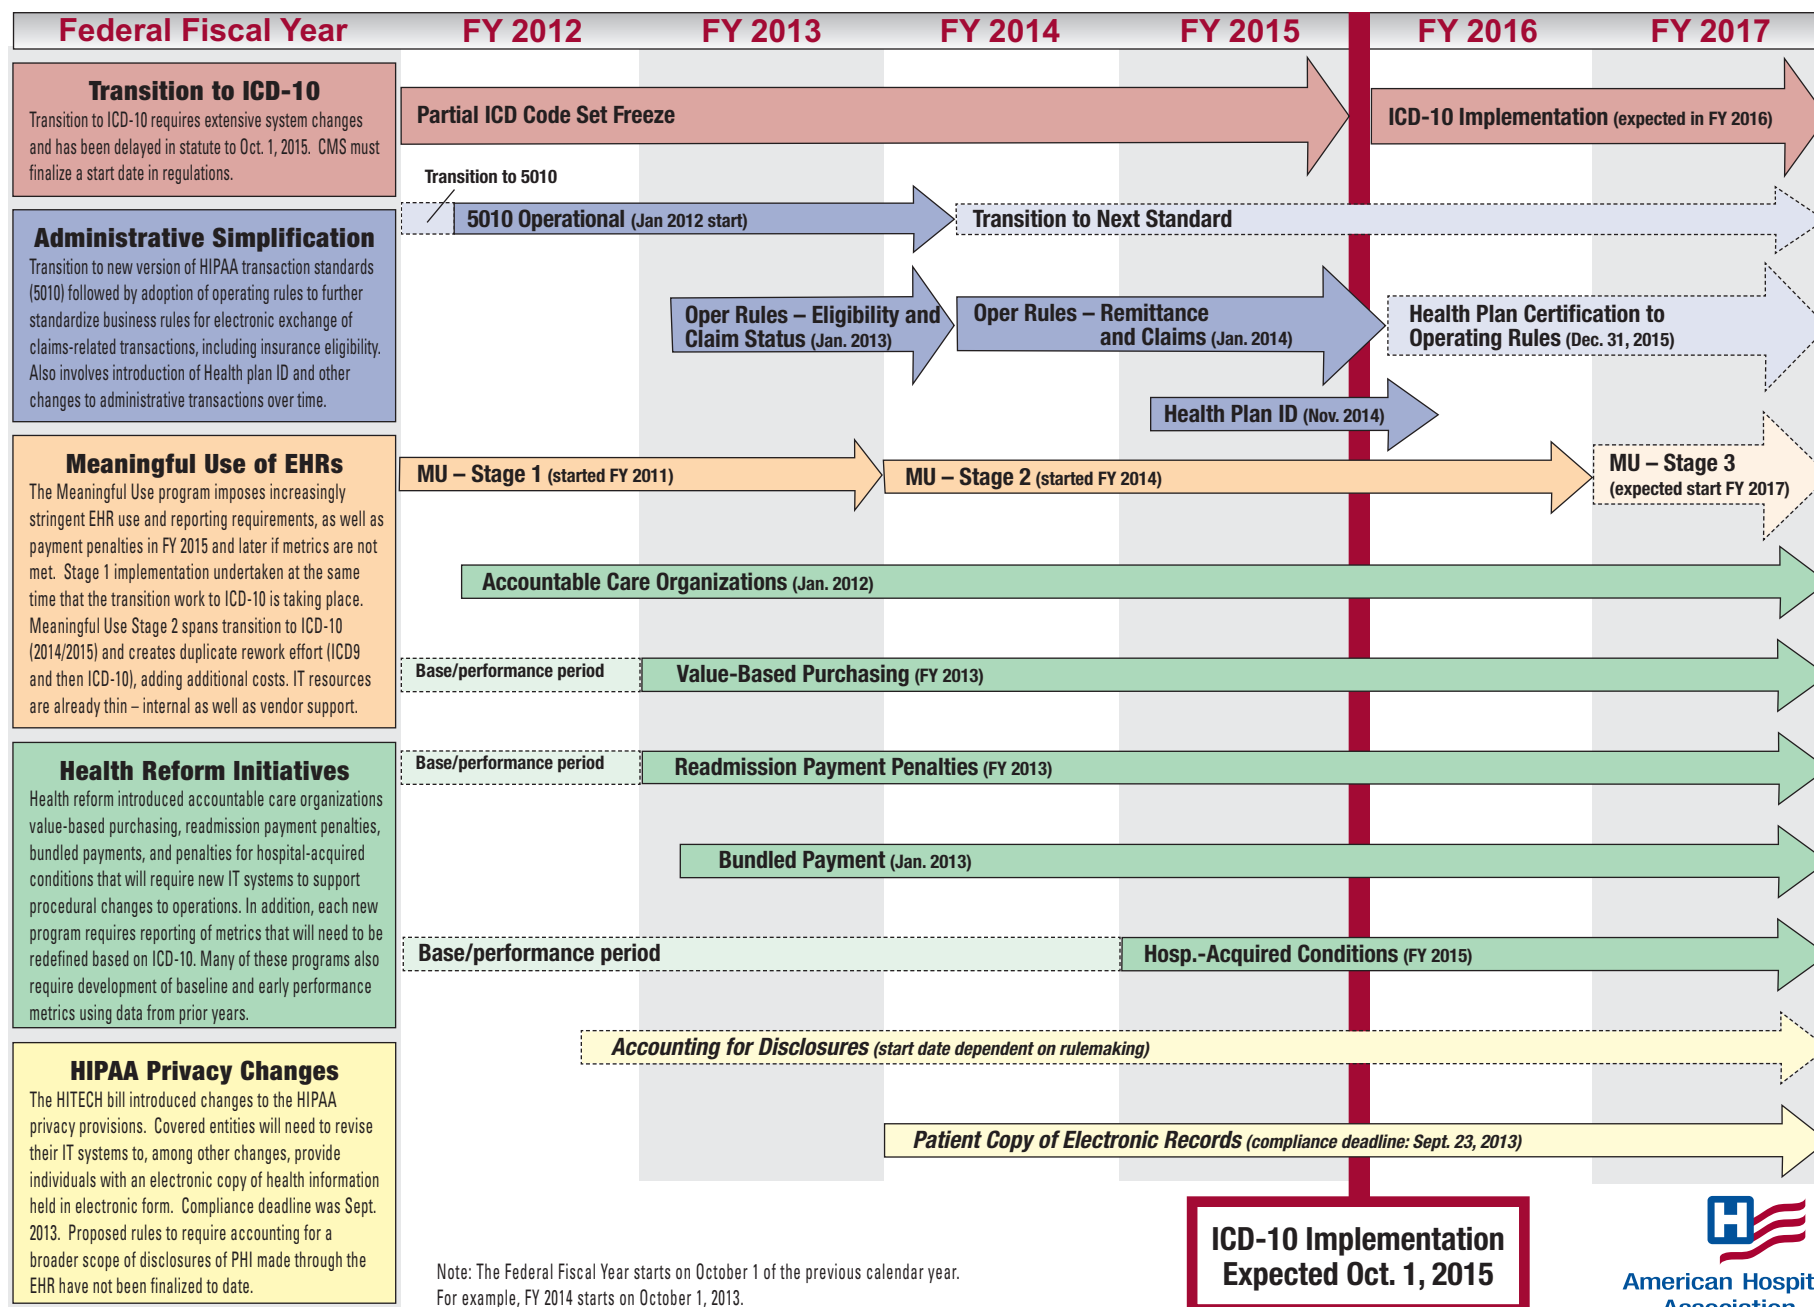 Federal Fiscal Year FY 2012 FY 2013 FY 2014 FY 2015 FY 2016 FY 2017
Transition to ICD-10
Transition to ICD-10 requires extensive system changes
and has been delayed in statute to Oct. 1, 2015. CMS must
finalize a start date in regulations.
Partial ICD Code Set Freeze
ICD-10 Implementation (expected in FY 2016)
Administrative Simplification
Transition to new version of HIPAA transaction standards
(5010) followed by adoption of operating rules to further
standardize business rules for electronic exchange of
claims-related transactions, including insurance eligibility.
Also involves introduction of Health plan ID and other
changes to administrative transactions over time.
Transition to 5010
5010 Operational (Jan 2012 start)
Transition to Next Standard
Oper Rules – Eligibility and
Claim Status (Jan. 2013)
Oper Rules – Remittance
and Claims (Jan. 2014)
Health Plan Certification to
Operating Rules (Dec. 31, 2015)
Health Plan ID (Nov. 2014)
Meaningful Use of EHRs
The Meaningful Use program imposes increasingly
stringent EHR use and reporting requirements, as well as
payment penalties in FY 2015 and later if metrics are not
met. Stage 1 implementation undertaken at the same
time that the transition work to ICD-10 is taking place.
Meaningful Use Stage 2 spans transition to ICD-10
(2014/2015) and creates duplicate rework effort (ICD9
and then ICD-10), adding additional costs. IT resources
are already thin – internal as well as vendor support.
MU – Stage 1 (started FY 2011)
MU – Stage 2 (started FY 2014)
MU – Stage 3
(expected start FY 2017)
Accountable Care Organizations (Jan. 2012)
Base/performance period
Value-Based Purchasing (FY 2013)
Health Reform Initiatives
Health reform introduced accountable care organizations
value-based purchasing, readmission payment penalties,
bundled payments, and penalties for hospital-acquired
conditions that will require new IT systems to support
procedural changes to operations. In addition, each new
program requires reporting of metrics that will need to be
redefined based on ICD-10. Many of these programs also
require development of baseline and early performance
metrics using data from prior years.
Base/performance period
Readmission Payment Penalties (FY 2013)
Bundled Payment (Jan. 2013)
Base/performance period
Hosp.-Acquired Conditions (FY 2015)
HIPAA Privacy Changes
The HITECH bill introduced changes to the HIPAA
privacy provisions. Covered entities will need to revise
their IT systems to, among other changes, provide
individuals with an electronic copy of health information
held in electronic form. Compliance deadline was Sept.
2013. Proposed rules to require accounting for a
broader scope of disclosures of PHI made through the
EHR have not been finalized to date.
Accounting for Disclosures (start date dependent on rulemaking)
Patient Copy of Electronic Records (compliance deadline: Sept. 23, 2013)
Note: The Federal Fiscal Year starts on October 1 of the previous calendar year.
For example, FY 2014 starts on October 1, 2013.
ICD-10 Implementation
Expected Oct. 1, 2015
H
American Hospit
Association